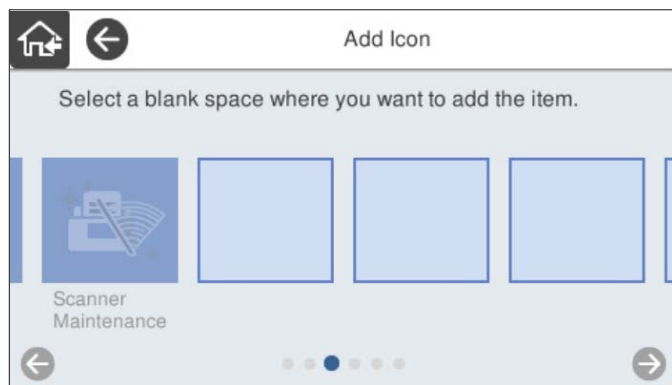 Add Icon
Select a blank space where you want to add the item.
Scanner
Maintenance